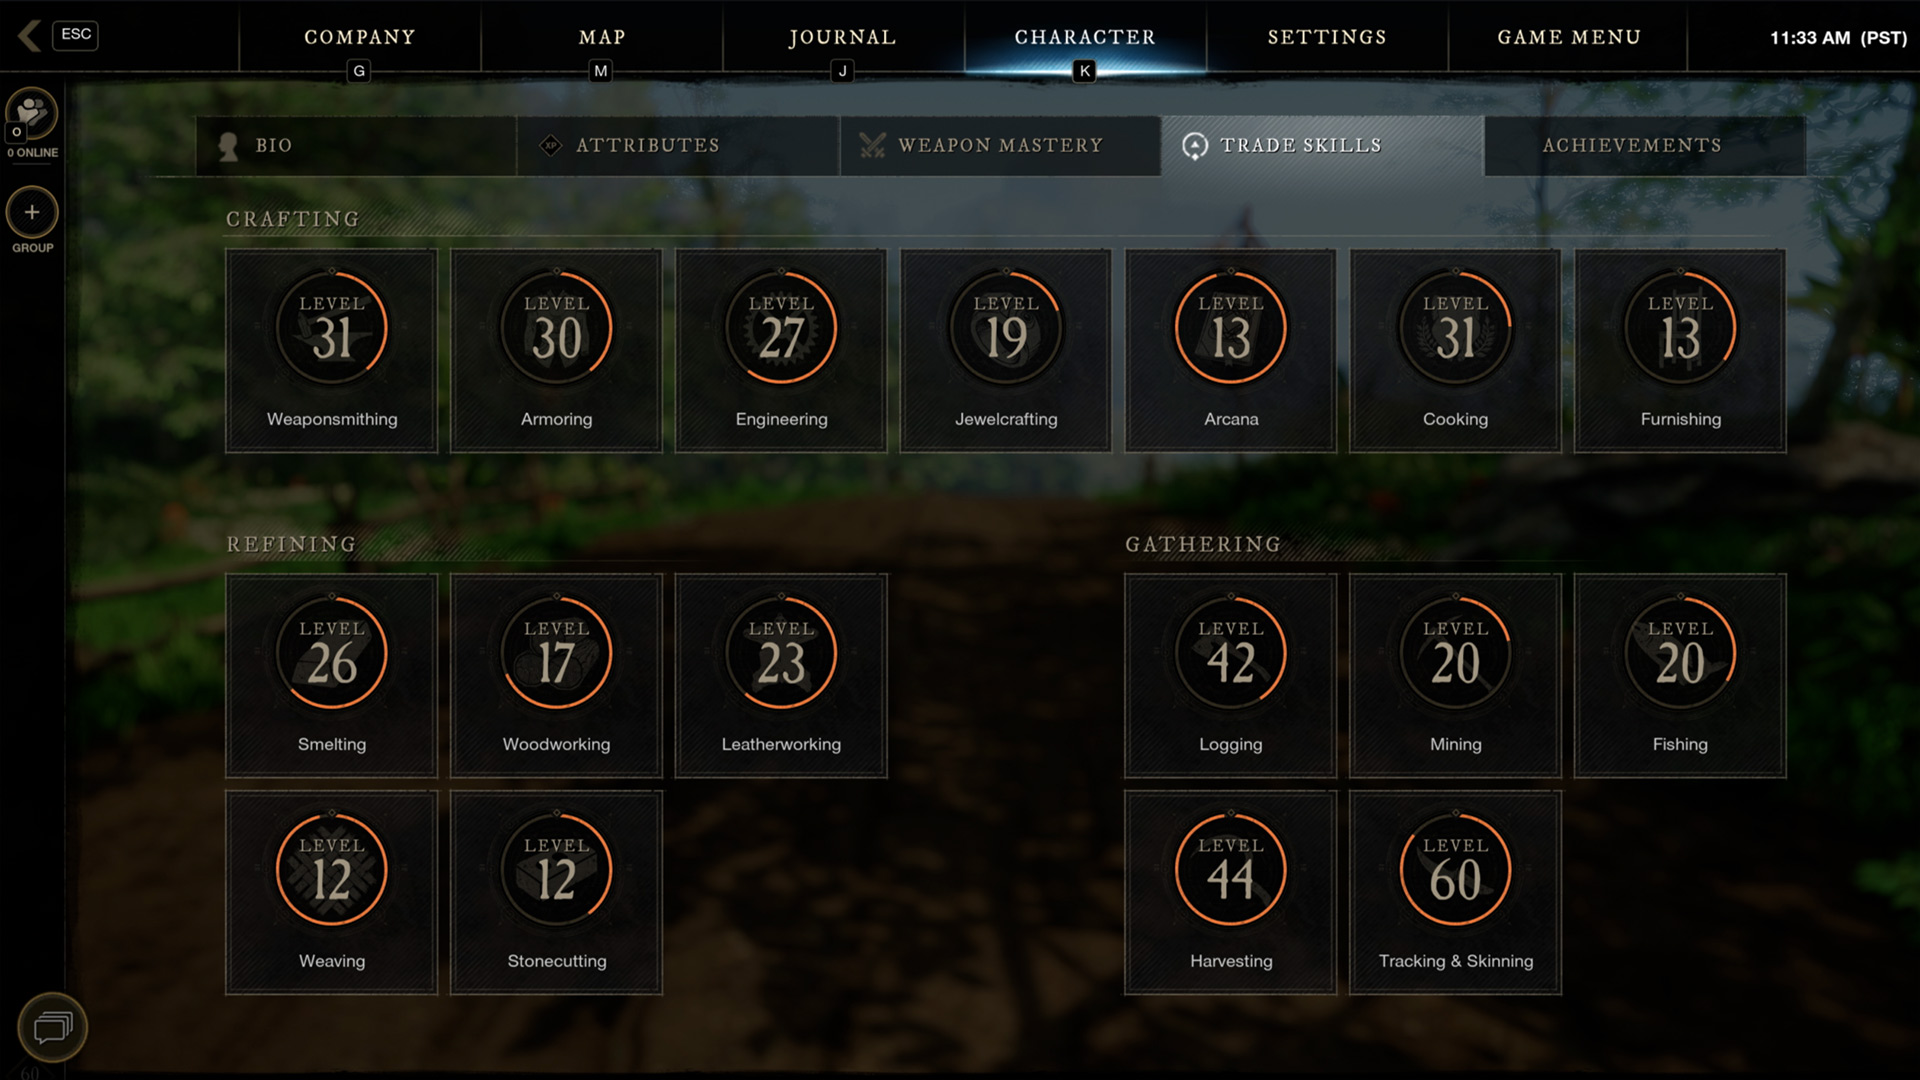 ESC
COMPANY
MAP
JOURNAL
CHARACTER
SETTINGS
GAME MENU
11:33 AM (PST)
G
M
J
K
O
0 ONLINE
GROUP
BIO
XP
ATTRIBUTES
WEAPON MASTERY
TRADE SKILLS
ACHIEVEMENTS
CRAFTING
LEVEL
31
Weaponsmithing
LEVEL
30
Armoring
LEVEL
27
Engineering
LEVEL
19
Jewelcrafting
LEVEL
13
Arcana
LEVEL
31
Cooking
LEVEL
13
Furnishing
REFINING
LEVEL
26
Smelting
LEVEL
17
Woodworking
LEVEL
23
Leatherworking
LEVEL
12
Weaving
LEVEL
12
Stonecutting
GATHERING
LEVEL
42
Logging
LEVEL
20
Mining
LEVEL
20
Fishing
LEVEL
44
Harvesting
LEVEL
60
Tracking & Skinning
60